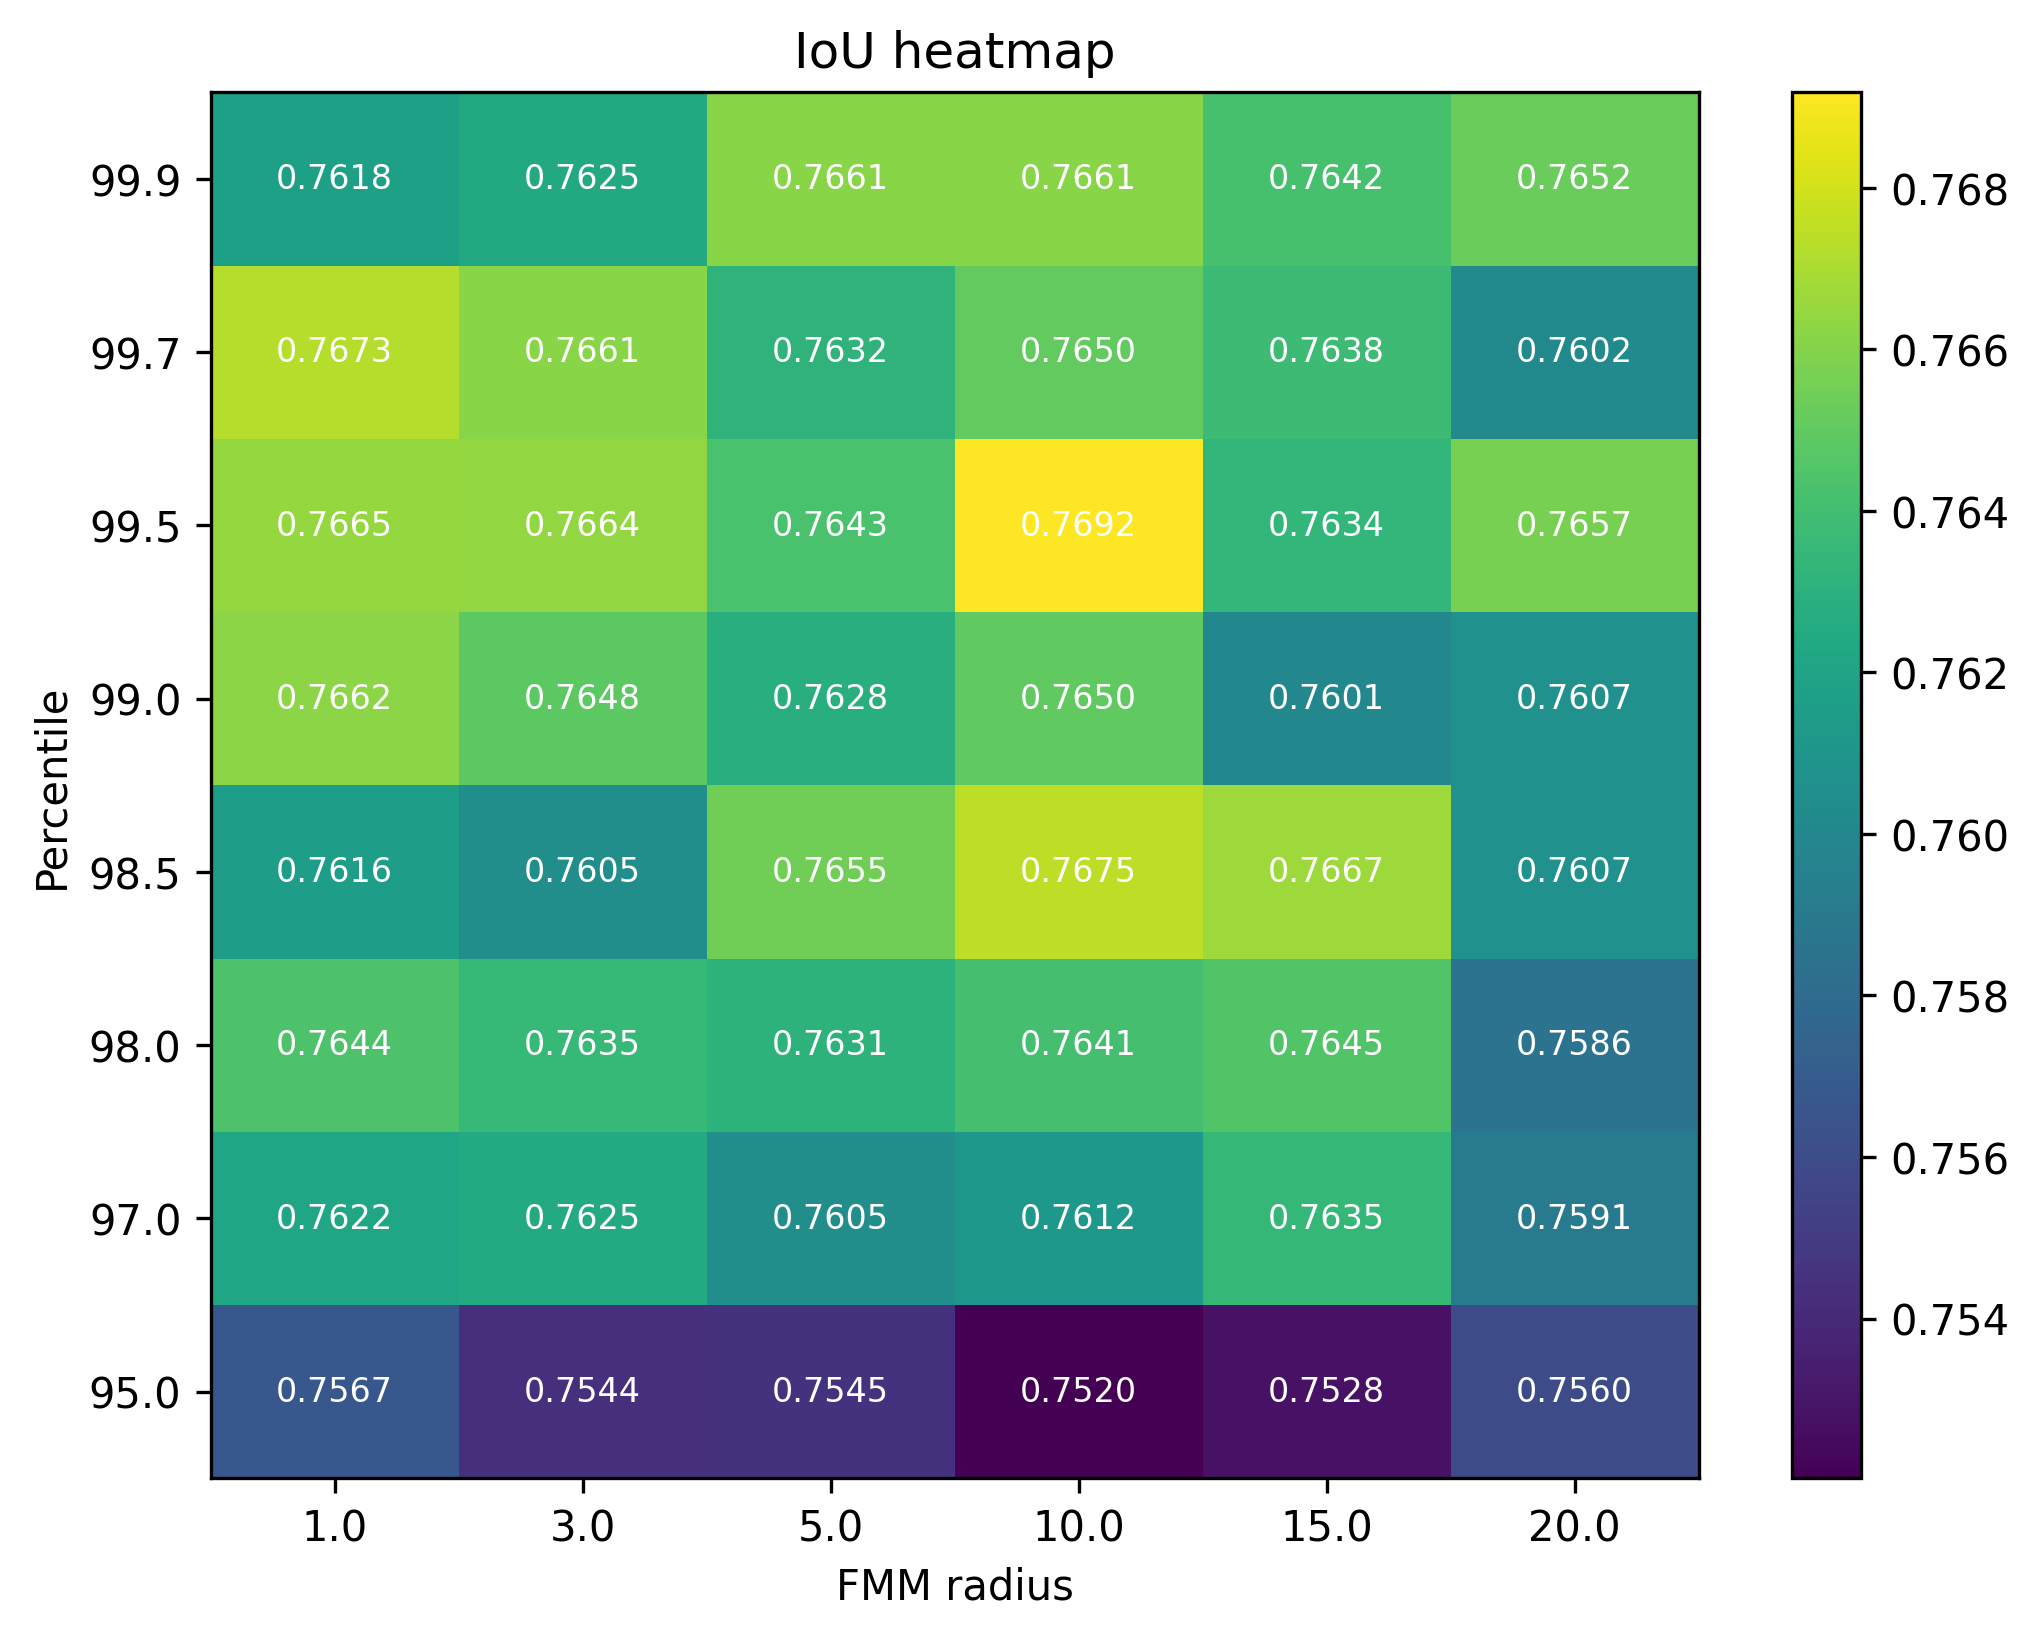 IoU heatmap
99.9 0.7618 0.7625 0.7661 0.7661 0.7642 0.7652
99.7 0.7673 0.7661 0.7632 0.7650 0.7638 0.7602
99.5 0.7665 0.7664 0.7643 0.7692 0.7634 0.7657
99.0 0.7662 0.7648 0.7628 0.7650 0.7601 0.7607
98.5 0.7616 0.7605 0.7655 0.7675 0.7667 0.7607
98.0 0.7644 0.7635 0.7631 0.7641 0.7645 0.7586
97.0 0.7622 0.7625 0.7605 0.7612 0.7635 0.7591
95.0 0.7567 0.7544 0.7545 0.7520 0.7528 0.7560
1.0 3.0 5.0 10.0 15.0 20.0
FMM radius
Percentile
0.768
0.766
0.764
0.762
0.760
0.758
0.756
0.754